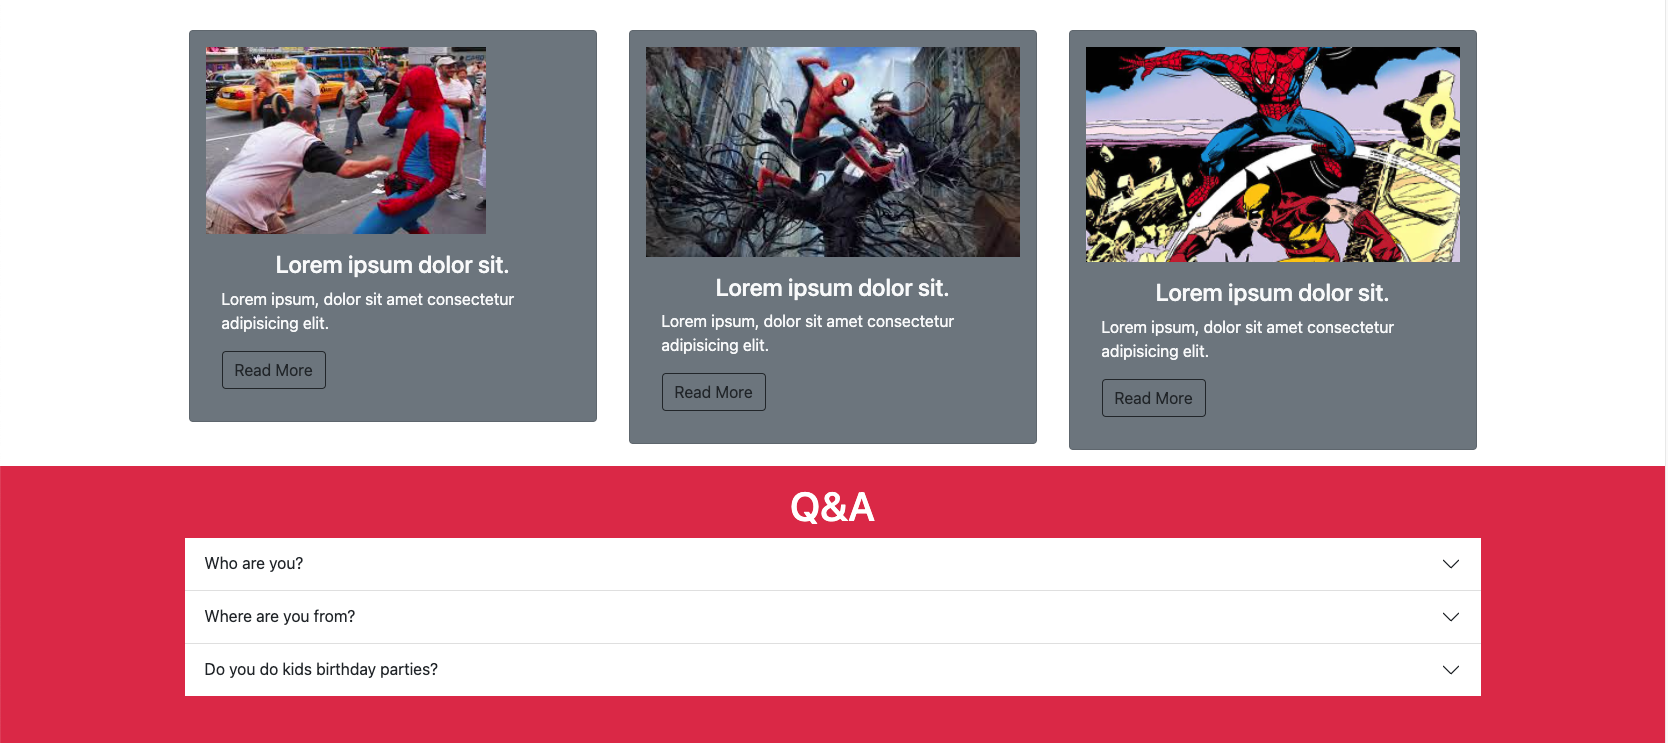 Lorem ipsum dolor sit.
Lorem ipsum, dolor sit amet consectetur
adipisicing elit.
Read More
Lorem ipsum dolor sit.
Lorem ipsum, dolor sit amet consectetur
adipisicing elit.
Read More
Lorem ipsum dolor sit.
Lorem ipsum, dolor sit amet consectetur
adipisicing elit.
Read More
Q&A
Who are you?
Where are you from?
Do you do kids birthday parties?